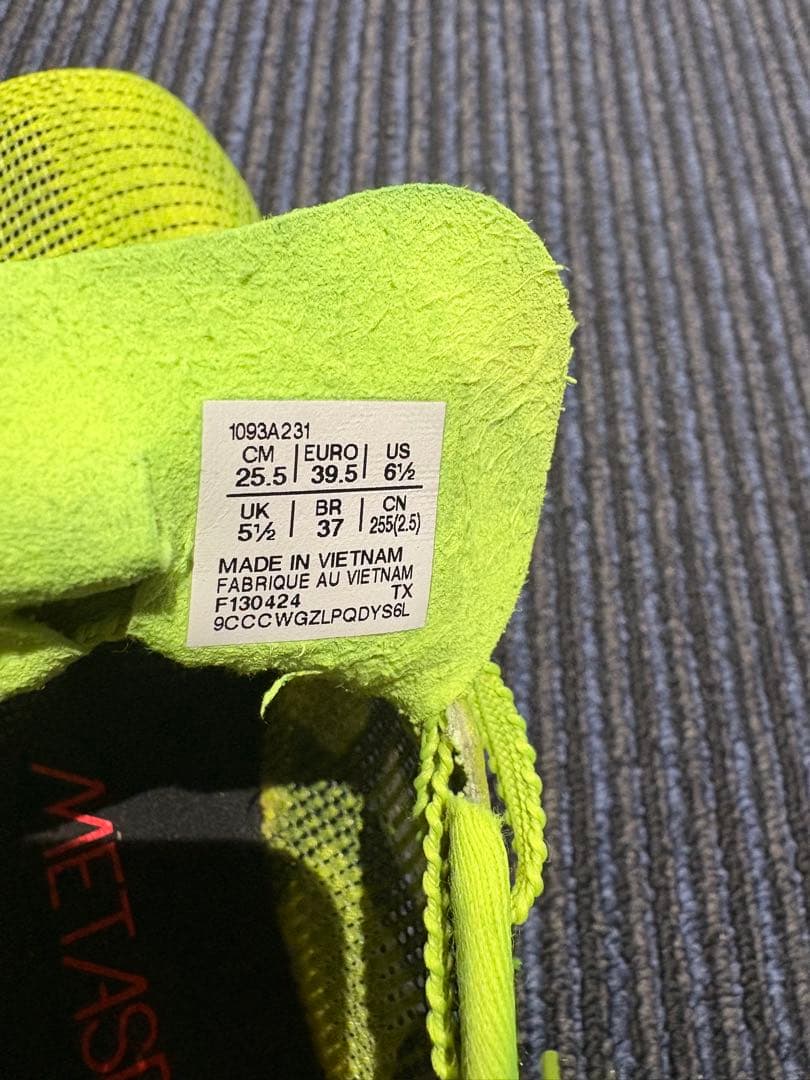 1093A231
CM | EURO | US
25.5 | 39.5 | 6½
UK | BR | CN
5½ | 37 | 255(2.5)
MADE IN VIETNAM
FABRIQUE AU VIETNAM
F130424 TX
9CCCWGZLPQDYS6L